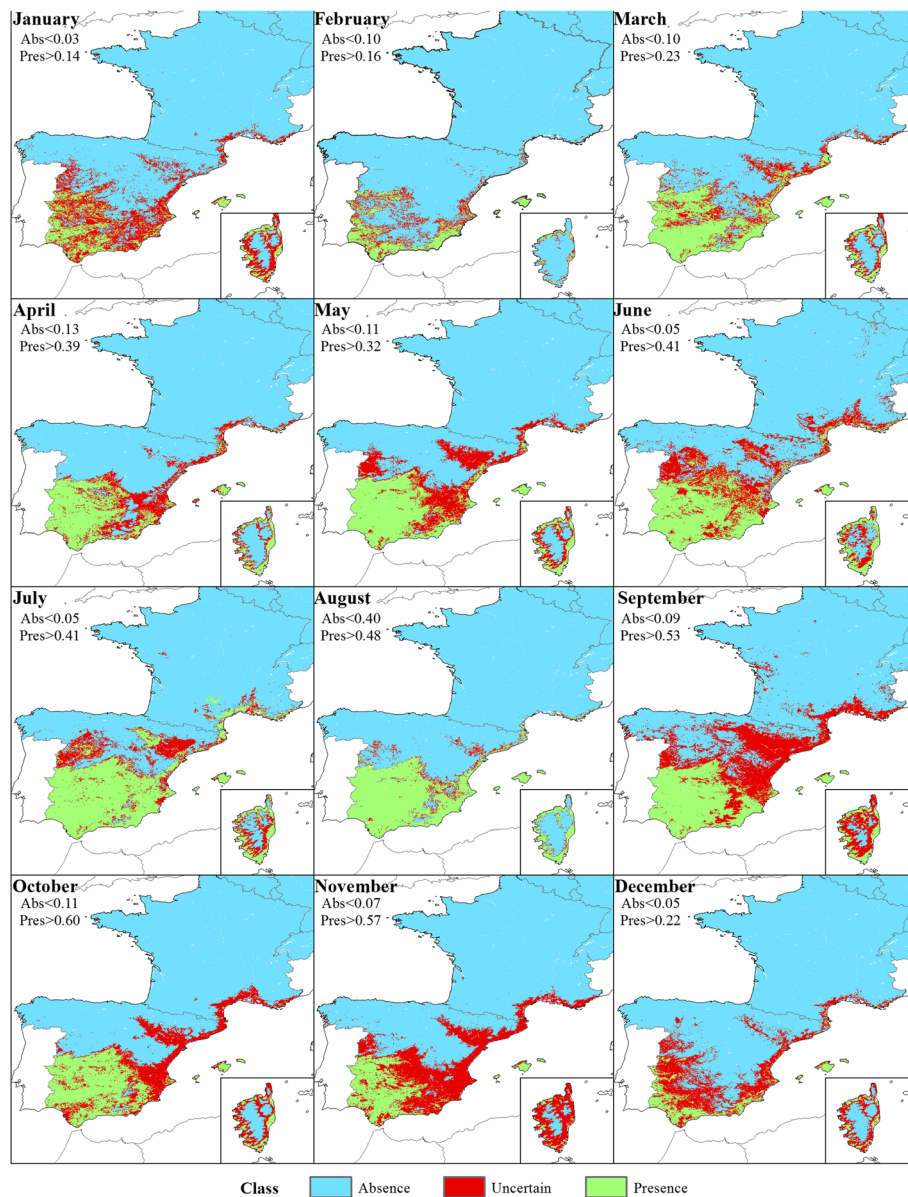 January
Abs<0.03
Pres>0.14
February
Abs<0.10
Pres>0.16
March
Abs<0.10
Pres>0.23
April
Abs<0.13
Pres>0.39
May
Abs<0.11
Pres>0.32
June
Abs<0.05
Pres>0.41
July
Abs<0.05
Pres>0.41
August
Abs<0.40
Pres>0.48
September
Abs<0.09
Pres>0.53
October
Abs<0.11
Pres>0.60
November
Abs<0.07
Pres>0.57
December
Abs<0.05
Pres>0.22
Class Absence Uncertain Presence